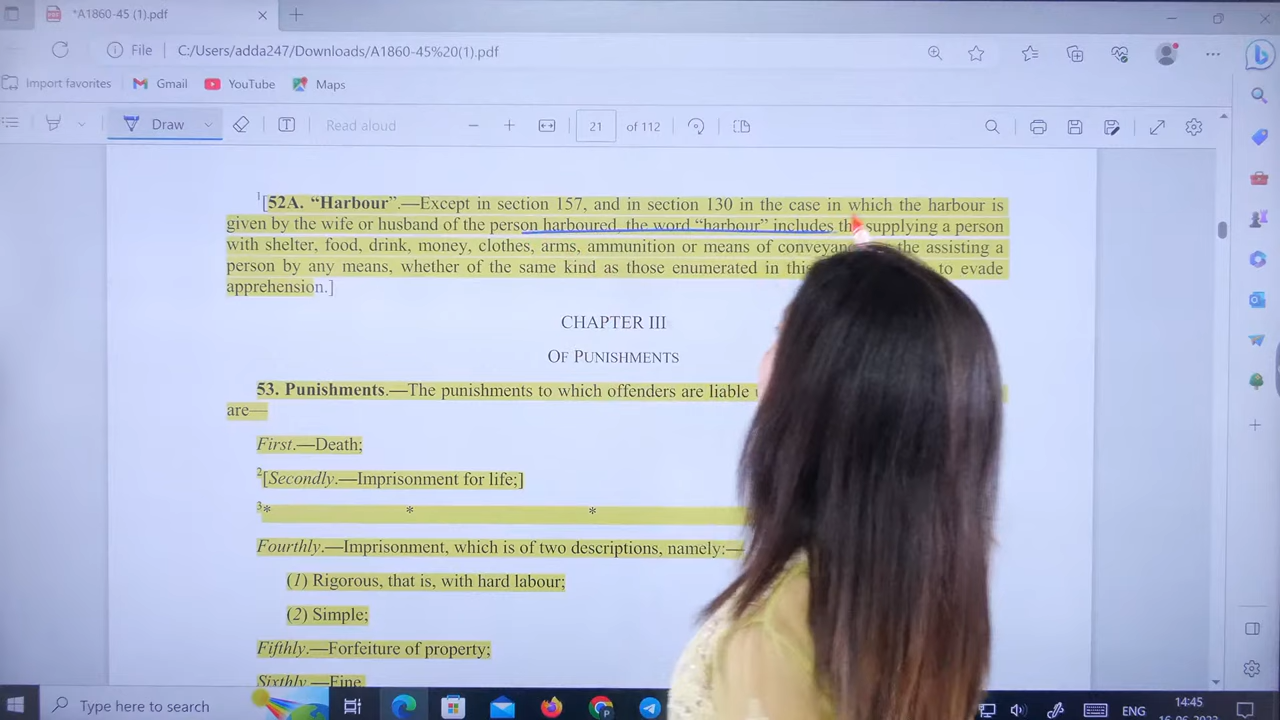 *A1860-45 (1).pdf
File C:/Users/adda247/Downloads/A1860-45%20(1).pdf
Import favorites Gmail YouTube Maps
Draw Read aloud 21 of 112
1[52A. “Harbour”.—Except in section 157, and in section 130 in the case in which the harbour is
given by the wife or husband of the person harboured, the word “harbour” includes the supplying a person
with shelter, food, drink, money, clothes, arms, ammunition or means of the assisting a
person by any means, whether of the same kind as those enumerated in to evade
apprehension.]
CHAPTER III
OF PUNISHMENTS
53. Punishments.—The punishments to which offenders are liable
are—
First.—Death;
2[Secondly.—Imprisonment for life;]
3* * *
Fourthly.—Imprisonment, which is of two descriptions, namely:—
(1) Rigorous, that is, with hard labour;
(2) Simple;
Fifthly.—Forfeiture of property;
Sixthly.—Fine
Type here to search
ENG
14:45